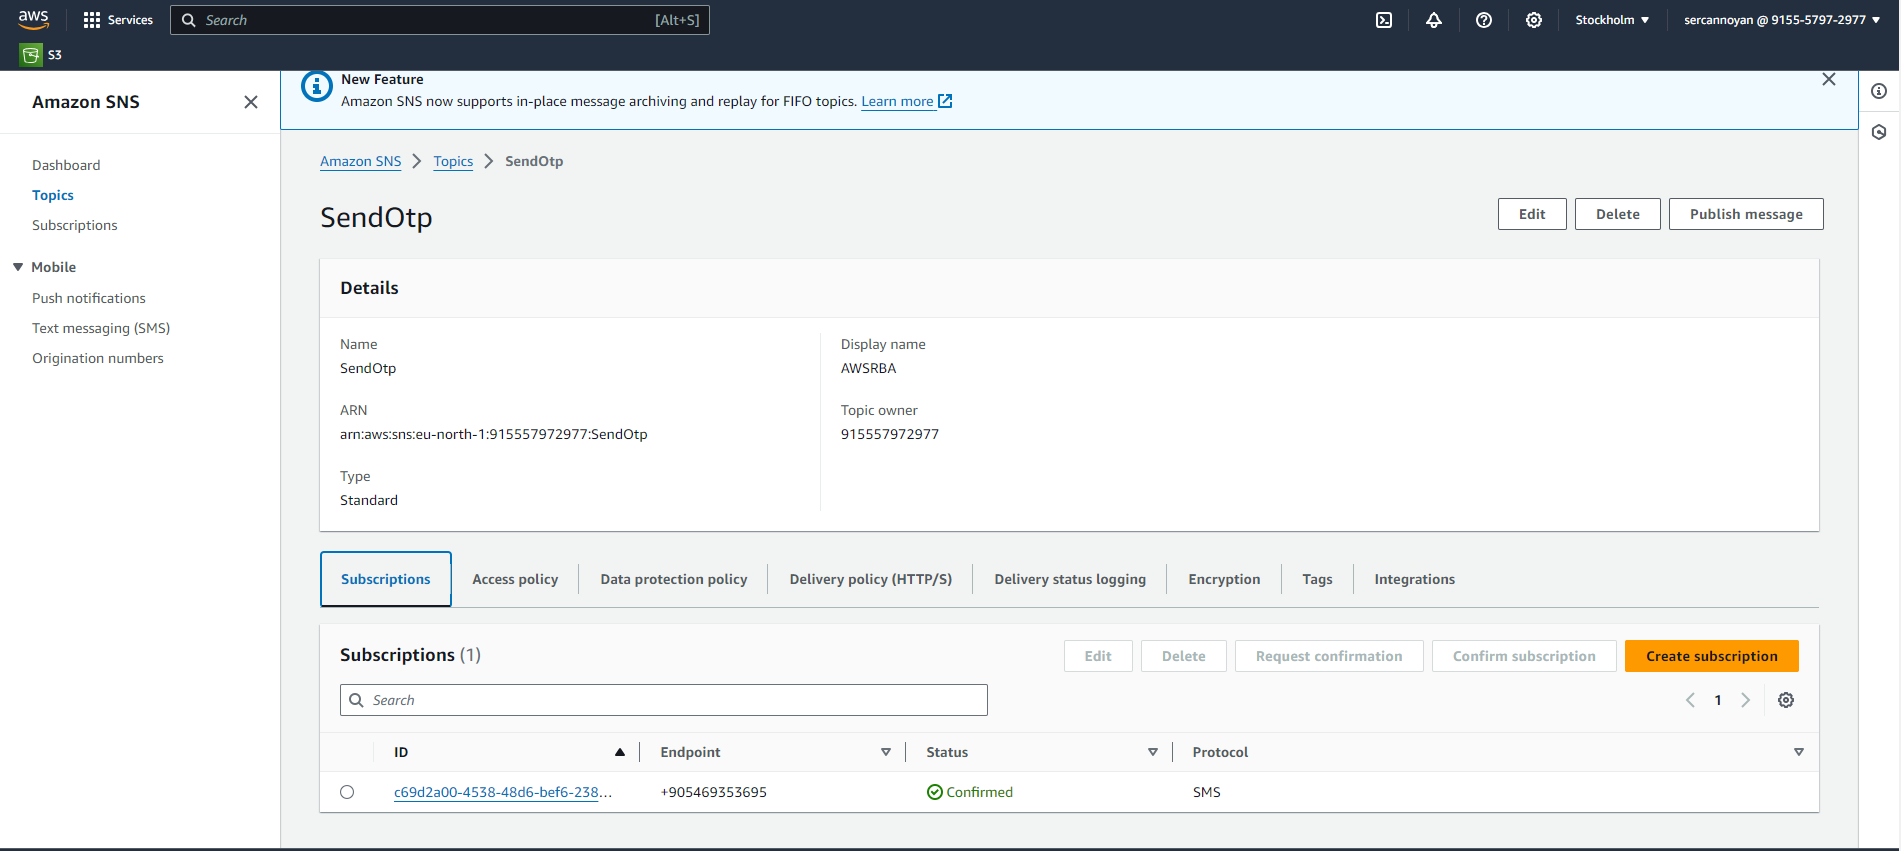 aws
Services
Search
[Alt+S]
Stockholm
sercannoyan @ 9155-5797-2977
S3
Amazon SNS
New Feature
Amazon SNS now supports in-place message archiving and replay for FIFO topics. Learn more
Dashboard
Topics
Subscriptions
Mobile
Push notifications
Text messaging (SMS)
Origination numbers
Amazon SNS > Topics > SendOtp
SendOtp
Edit
Delete
Publish message
Details
Name
SendOtp
ARN
arn:aws:sns:eu-north-1:915557972977:SendOtp
Type
Standard
Display name
AWSRBA
Topic owner
915557972977
Subscriptions
Access policy
Data protection policy
Delivery policy (HTTP/S)
Delivery status logging
Encryption
Tags
Integrations
Subscriptions (1)
Edit
Delete
Request confirmation
Confirm subscription
Create subscription
Search
1
ID
Endpoint
Status
Protocol
c69d2a00-4538-48d6-bef6-238...
+905469353695
Confirmed
SMS